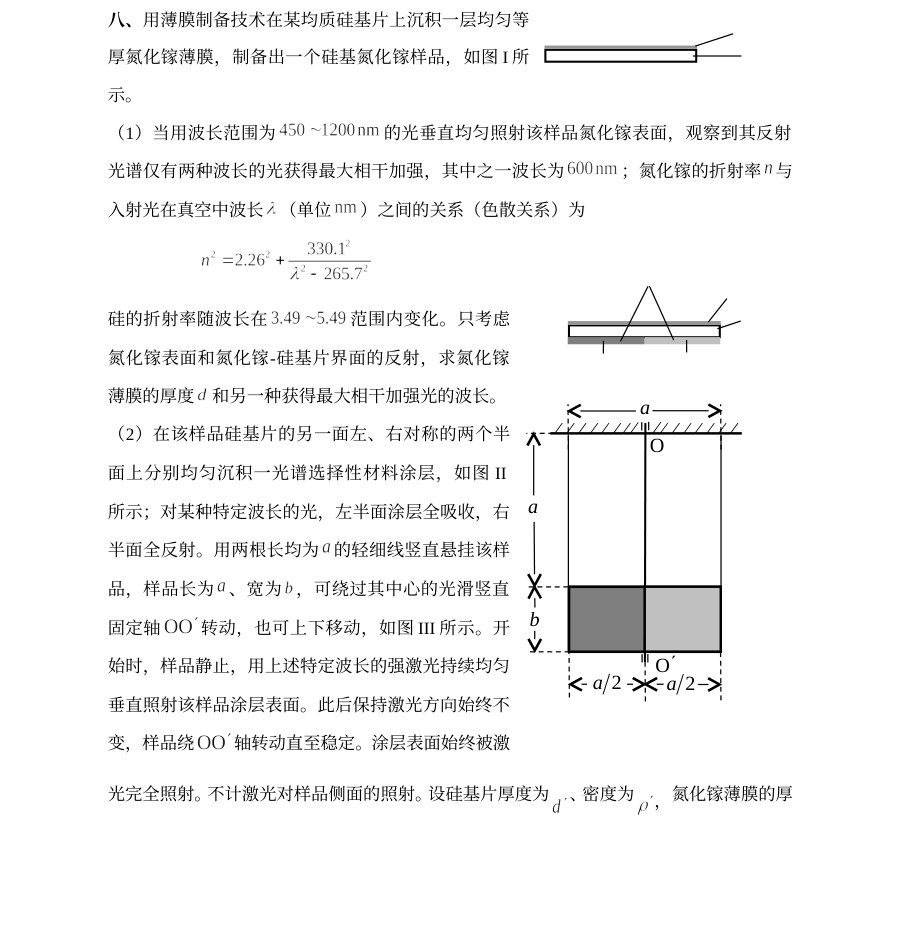 八、用薄膜制备技术在某均质硅基片上沉积一层均匀等
厚氮化镓薄膜，制备出一个硅基氮化镓样品，如图 I 所
示。
（1）当用波长范围为 450 ~1200 nm 的光垂直均匀照射该样品氮化镓表面，观察到其反射
光谱仅有两种波长的光获得最大相干加强，其中之一波长为 600 nm ；氮化镓的折射率 n 与
入射光在真空中波长 λ （单位 nm ）之间的关系（色散关系）为
n² =2.26² + 330.1² / (λ² - 265.7²)
硅的折射率随波长在 3.49 ~5.49 范围内变化。只考虑
氮化镓表面和氮化镓-硅基片界面的反射，求氮化镓
薄膜的厚度 d 和另一种获得最大相干加强光的波长。
（2）在该样品硅基片的另一面左、右对称的两个半
面上分别均匀沉积一光谱选择性材料涂层，如图 II
所示；对某种特定波长的光，左半面涂层全吸收，右
半面全反射。用两根长均为 a 的轻细线竖直悬挂该样
品，样品长为 a 、宽为 b ，可绕过其中心的光滑竖直
固定轴 OO′ 转动，也可上下移动，如图 III 所示。开
始时，样品静止，用上述特定波长的强激光持续均匀
垂直照射该样品涂层表面。此后保持激光方向始终不
变，样品绕 OO′ 轴转动直至稳定。涂层表面始终被激
光完全照射。不计激光对样品侧面的照射。设硅基片厚度为 d′ 、密度为 ρ′ ，氮化镓薄膜的厚
a
O
a
b
O′
a/2
a/2